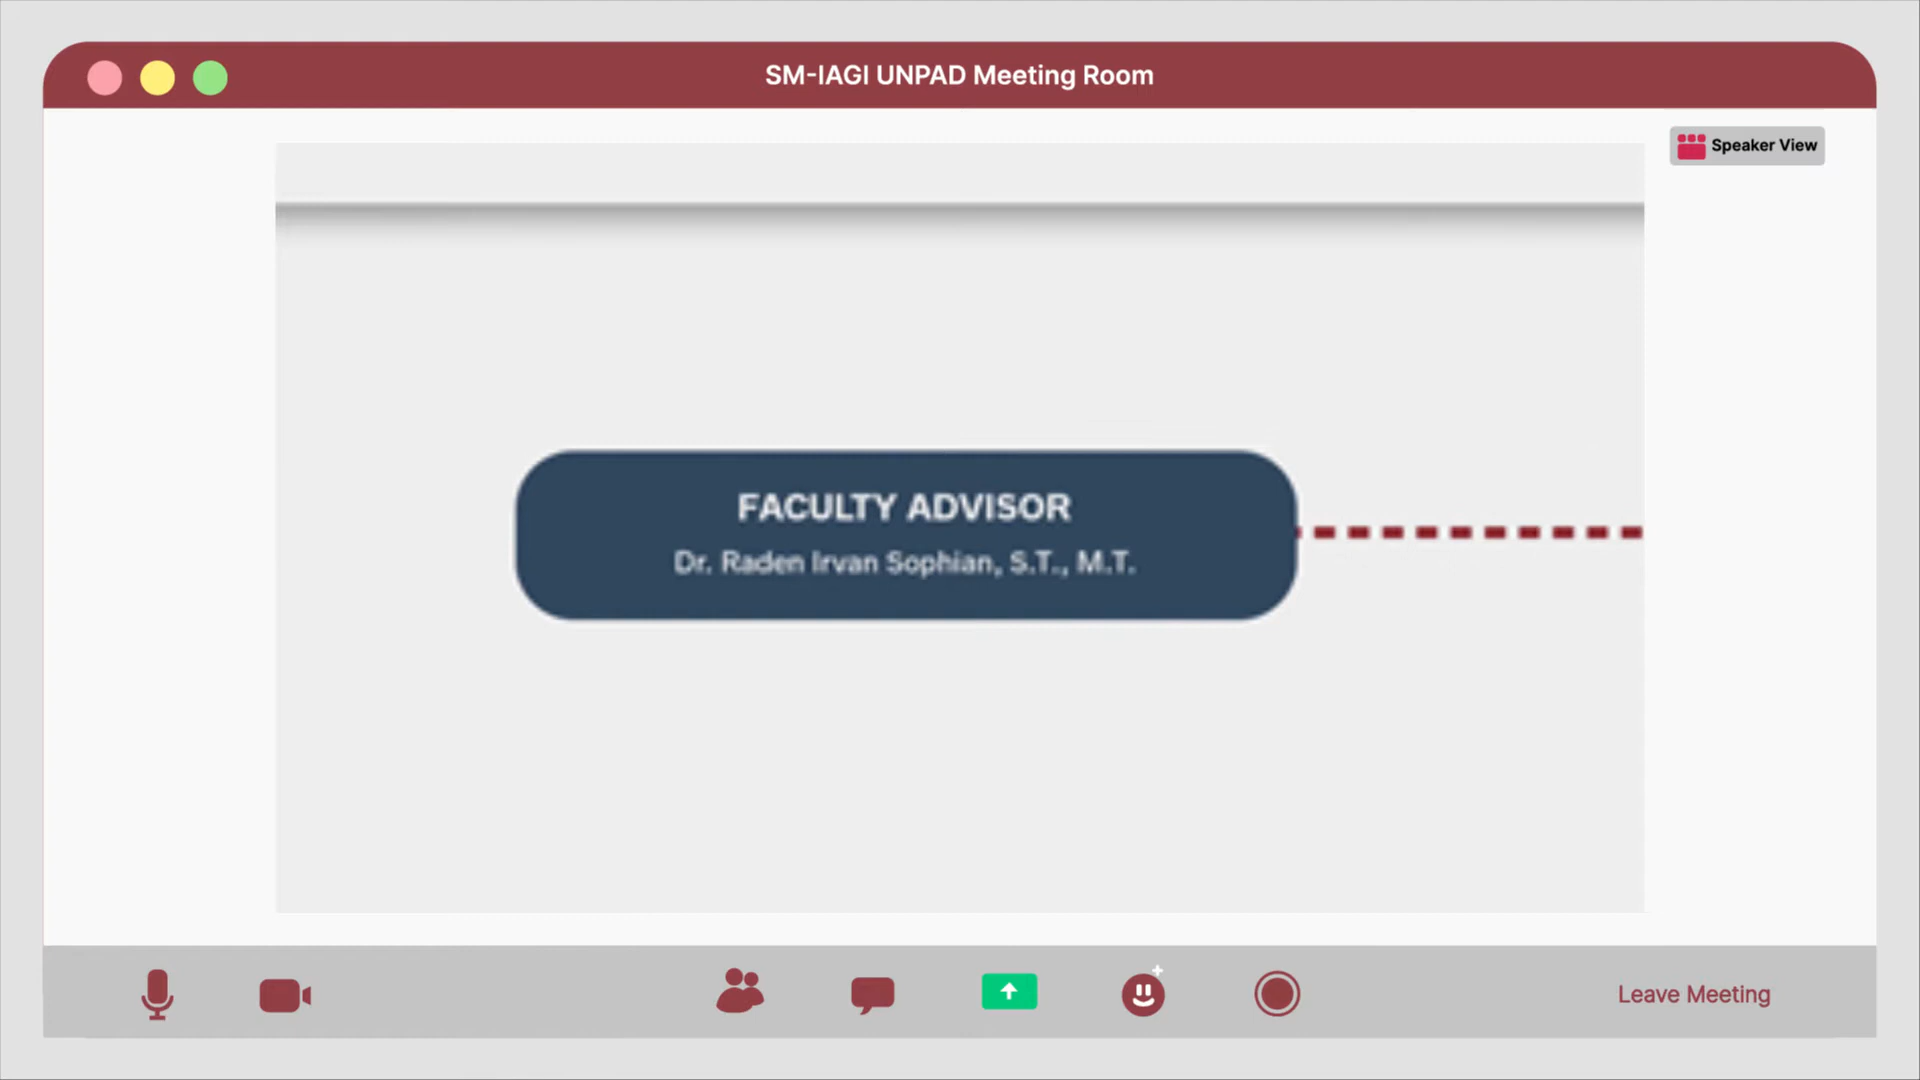 SM-IAGI UNPAD Meeting Room
Speaker View
FACULTY ADVISOR
Dr. Raden Irvan Sophian, S.T., M.T.
Leave Meeting